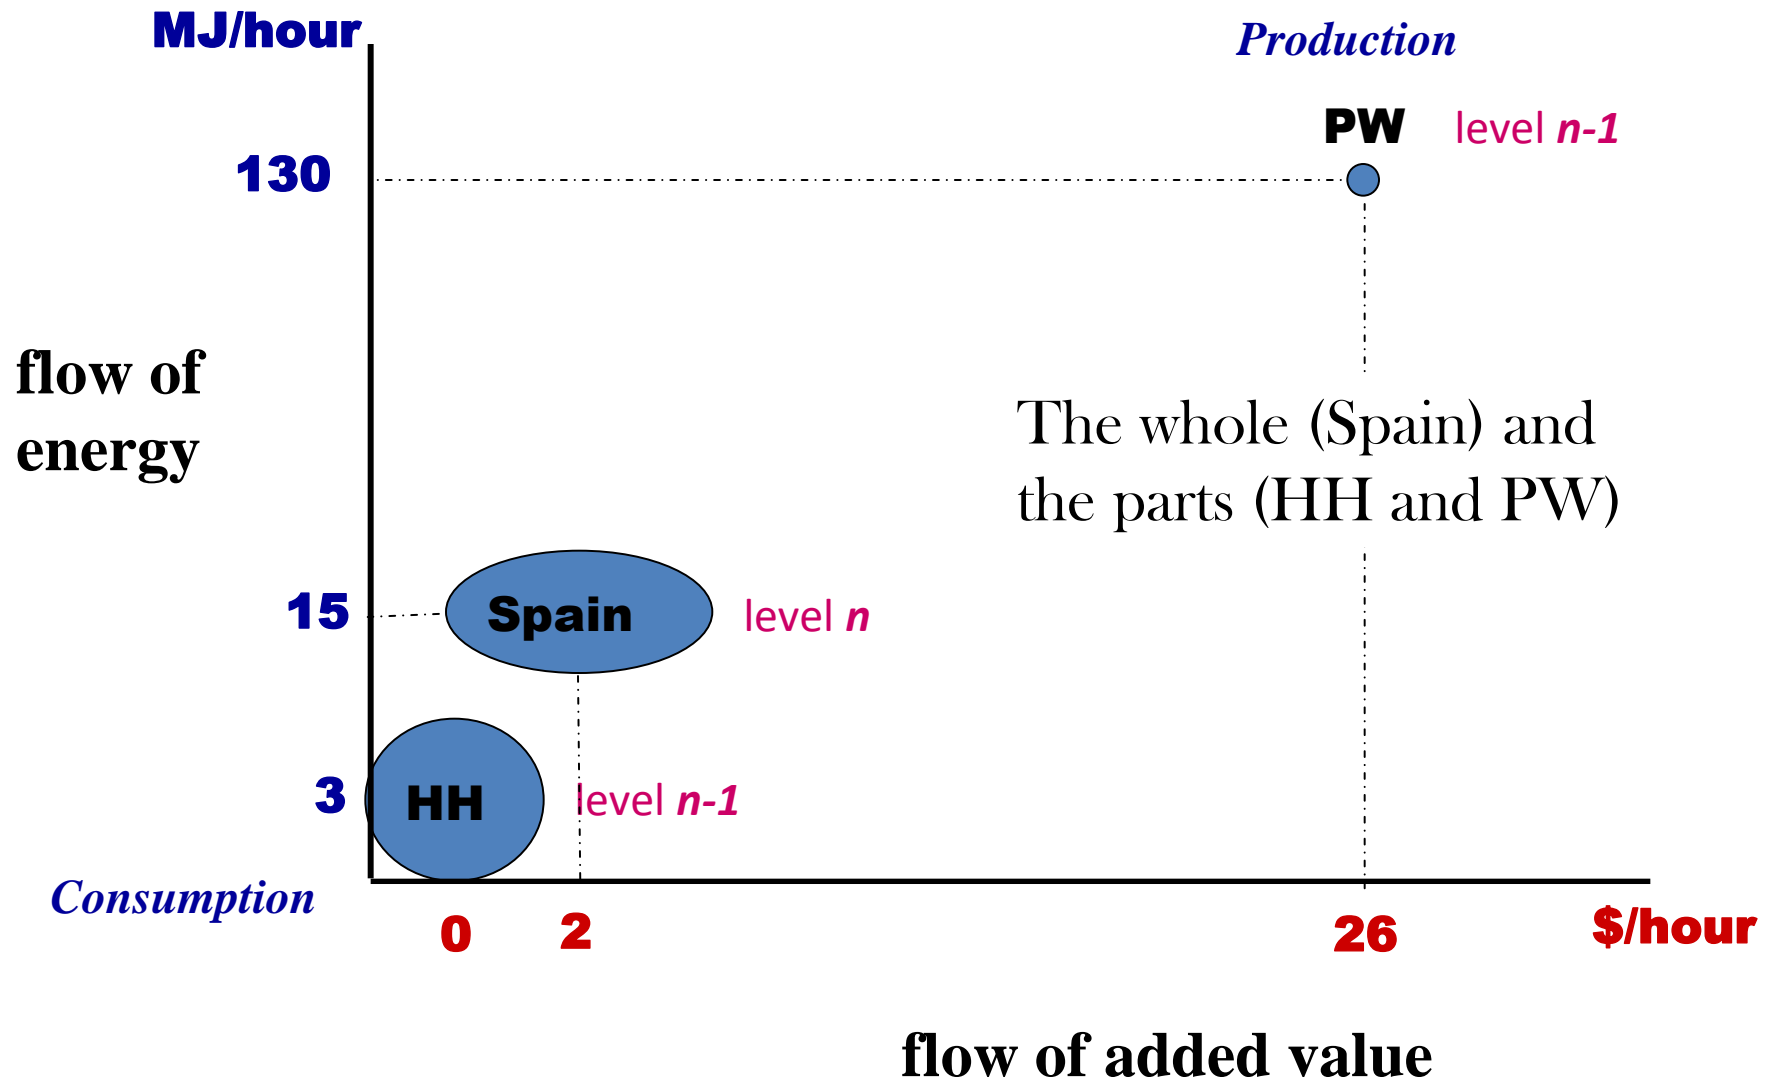 MJ/hour
Production
PW level n-1
130
flow of
energy
The whole (Spain) and
the parts (HH and PW)
15
Spain level n
3
HH level n-1
Consumption
0 2 26 $/hour
flow of added value